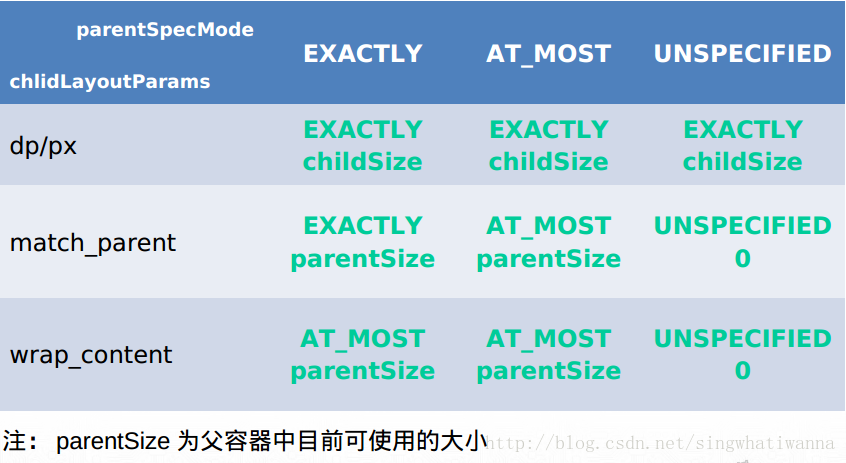 parentSpecMode
chlidLayoutParams
EXACTLY AT_MOST UNSPECIFIED
dp/px
EXACTLY childSize
EXACTLY childSize
EXACTLY childSize
match_parent
EXACTLY parentSize
AT_MOST parentSize
UNSPECIFIED 0
wrap_content
AT_MOST parentSize
AT_MOST parentSize
UNSPECIFIED 0
注： parentSize 为父容器中目前可使用的大小
http://blog.csdn.net/singwhatiwanna